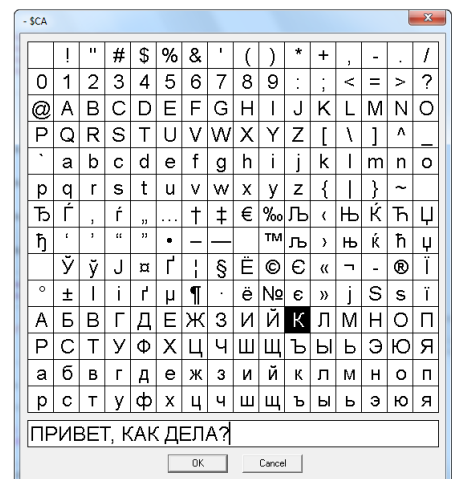 - $CA
! " # $ % & ' ( ) * + , - . /
0 1 2 3 4 5 6 7 8 9 : ; < = > ?
@ A B C D E F G H I J K L M N O
P Q R S T U V W X Y Z [ \ ] ^ _
` a b c d e f g h i j k l m n o
p q r s t u v w x y z { | } ~
Ђ Ѓ ‚ ѓ „ … † ‡ € ‰ Љ ‹ Њ Ќ Ћ Џ
ђ ‘ ’ “ ” • – — ™ љ › њ ќ ћ џ
Ў ў Ј ¤ Ґ ¦ § Ё © Є « ¬ - ® Ї
° ± І і ґ µ ¶ · ё № є » ј Ѕ ѕ ї
А Б В Г Д Е Ж З И Й К Л М Н О П
Р С Т У Ф Х Ц Ч Ш Щ Ъ Ы Ь Э Ю Я
а б в г д е ж з и й к л м н о п
р с т у ф х ц ч ш щ ъ ы ь э ю я
ПРИВЕТ, КАК ДЕЛА?
OK Cancel